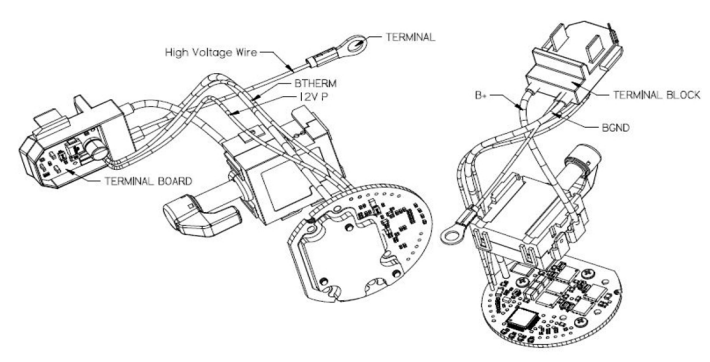 TERMINAL
High Voltage Wire
BTHERM
12V P
TERMINAL BOARD
B+
TERMINAL BLOCK
BGND